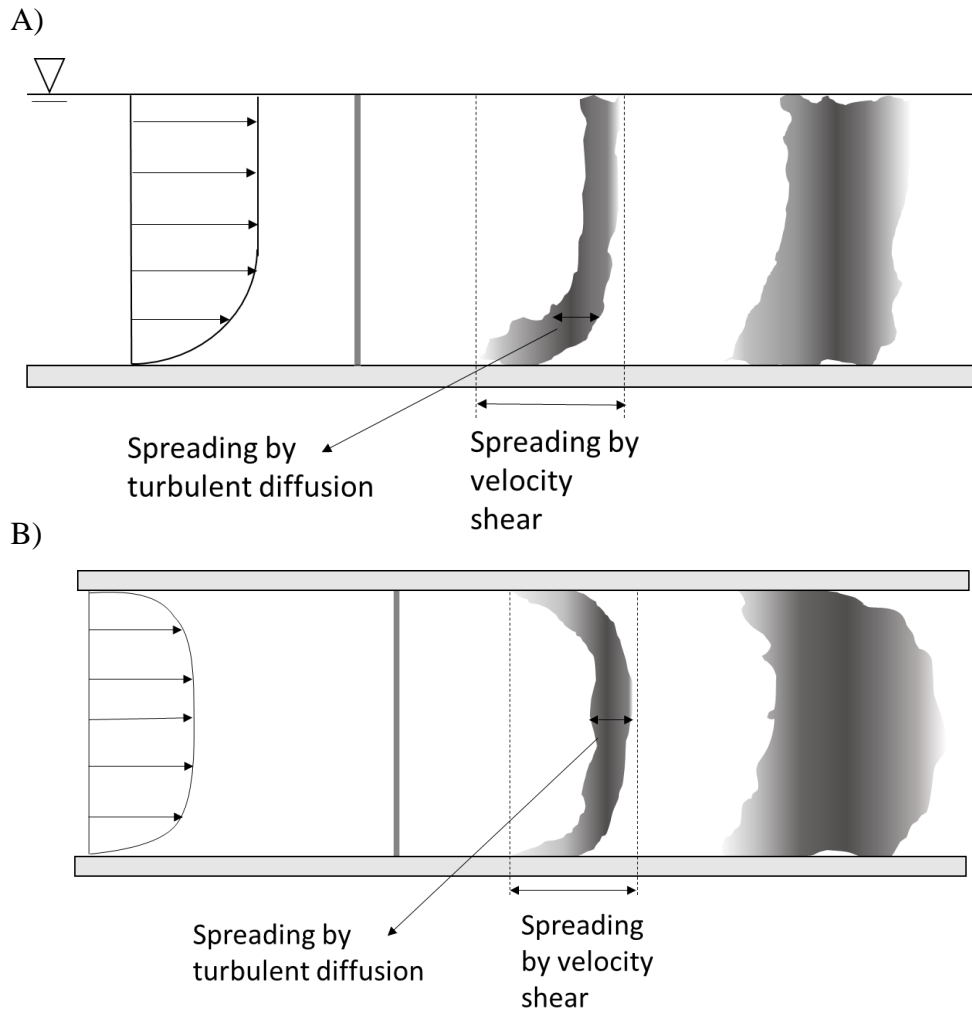 A)
Spreading by
turbulent diffusion
Spreading by
velocity
shear
B)
Spreading by
turbulent diffusion
Spreading
by velocity
shear